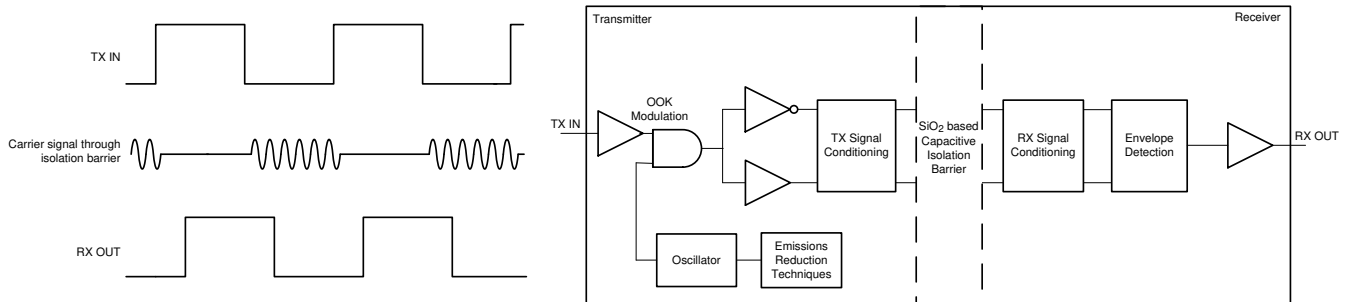 TX IN
Carrier signal through
isolation barrier
RX OUT
Transmitter
Receiver
TX IN
OOK
Modulation
TX Signal
Conditioning
SiO2 based
Capacitive
Isolation
Barrier
RX Signal
Conditioning
Envelope
Detection
RX OUT
Oscillator
Emissions
Reduction
Techniques